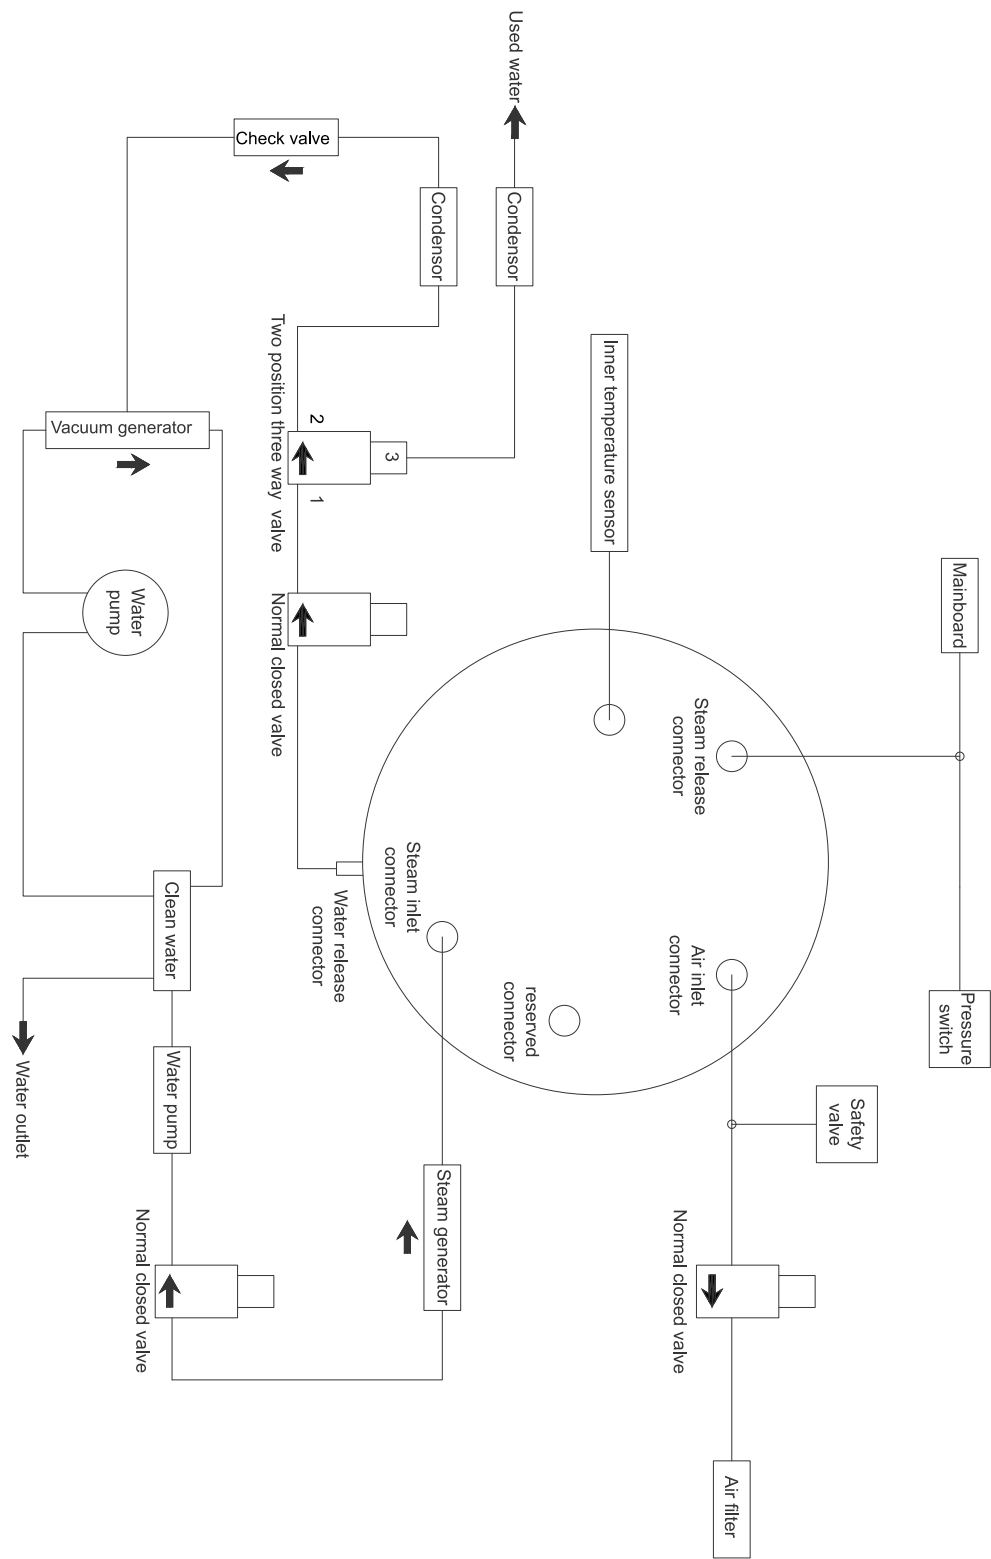 Used water
Check valve
Condensor
Condensor
Two position three way valve
2
3
1
Inner temperature sensor
Vacuum generator
Water
pump
Normal closed valve
Mainboard
Steam release
connector
Steam inlet
connector
Water release
connector
Air inlet
connector
reserved
connector
Pressure
switch
Clean water
Water outlet
Water pump
Safety
valve
Steam generator
Normal closed valve
Normal closed valve
Air filter